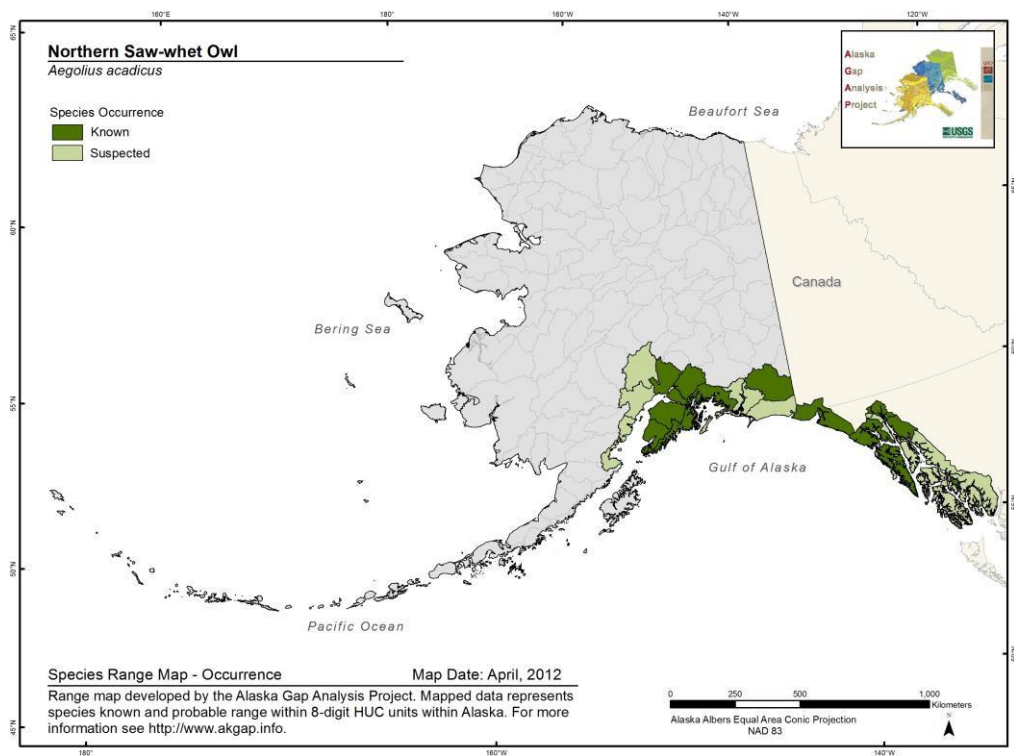 160°E
180°
160°W
140°W
120°W
65°N
Northern Saw-whet Owl
Aegolius acadicus
Species Occurrence
Known
Suspected
Alaska
Gap
Analysis
Project
USGS
Beaufort Sea
65°N
60°N
Canada
Bering Sea
60°N
55°N
Gulf of Alaska
55°N
50°N
Pacific Ocean
50°N
Species Range Map - Occurrence
Map Date: April, 2012
Range map developed by the Alaska Gap Analysis Project. Mapped data represents
species known and probable range within 8-digit HUC units within Alaska. For more
information see http://www.akgap.info.
0 250 500 1,000
Kilometers
Alaska Albers Equal Area Conic Projection
NAD 83
N
45°N
180°
160°W
140°W